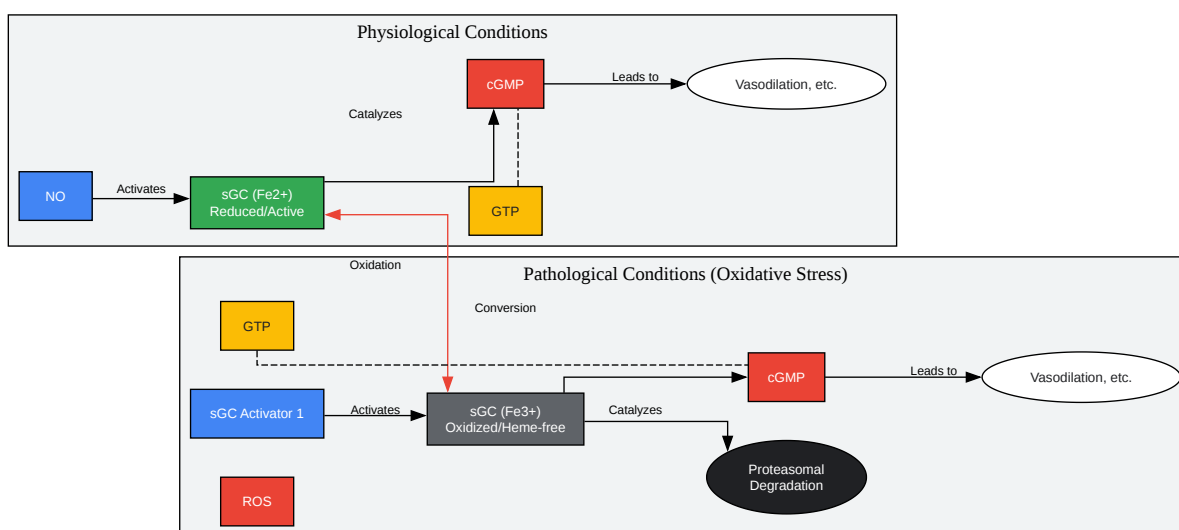 Physiological Conditions
cGMP
Leads to
Vasodilation, etc.
Catalyzes
NO
Activates
sGC (Fe2+)
Reduced/Active
GTP
Oxidation
Pathological Conditions (Oxidative Stress)
Conversion
GTP
cGMP
Leads to
Vasodilation, etc.
sGC Activator 1
Activates
sGC (Fe3+)
Oxidized/Heme-free
Catalyzes
Proteasomal
Degradation
ROS